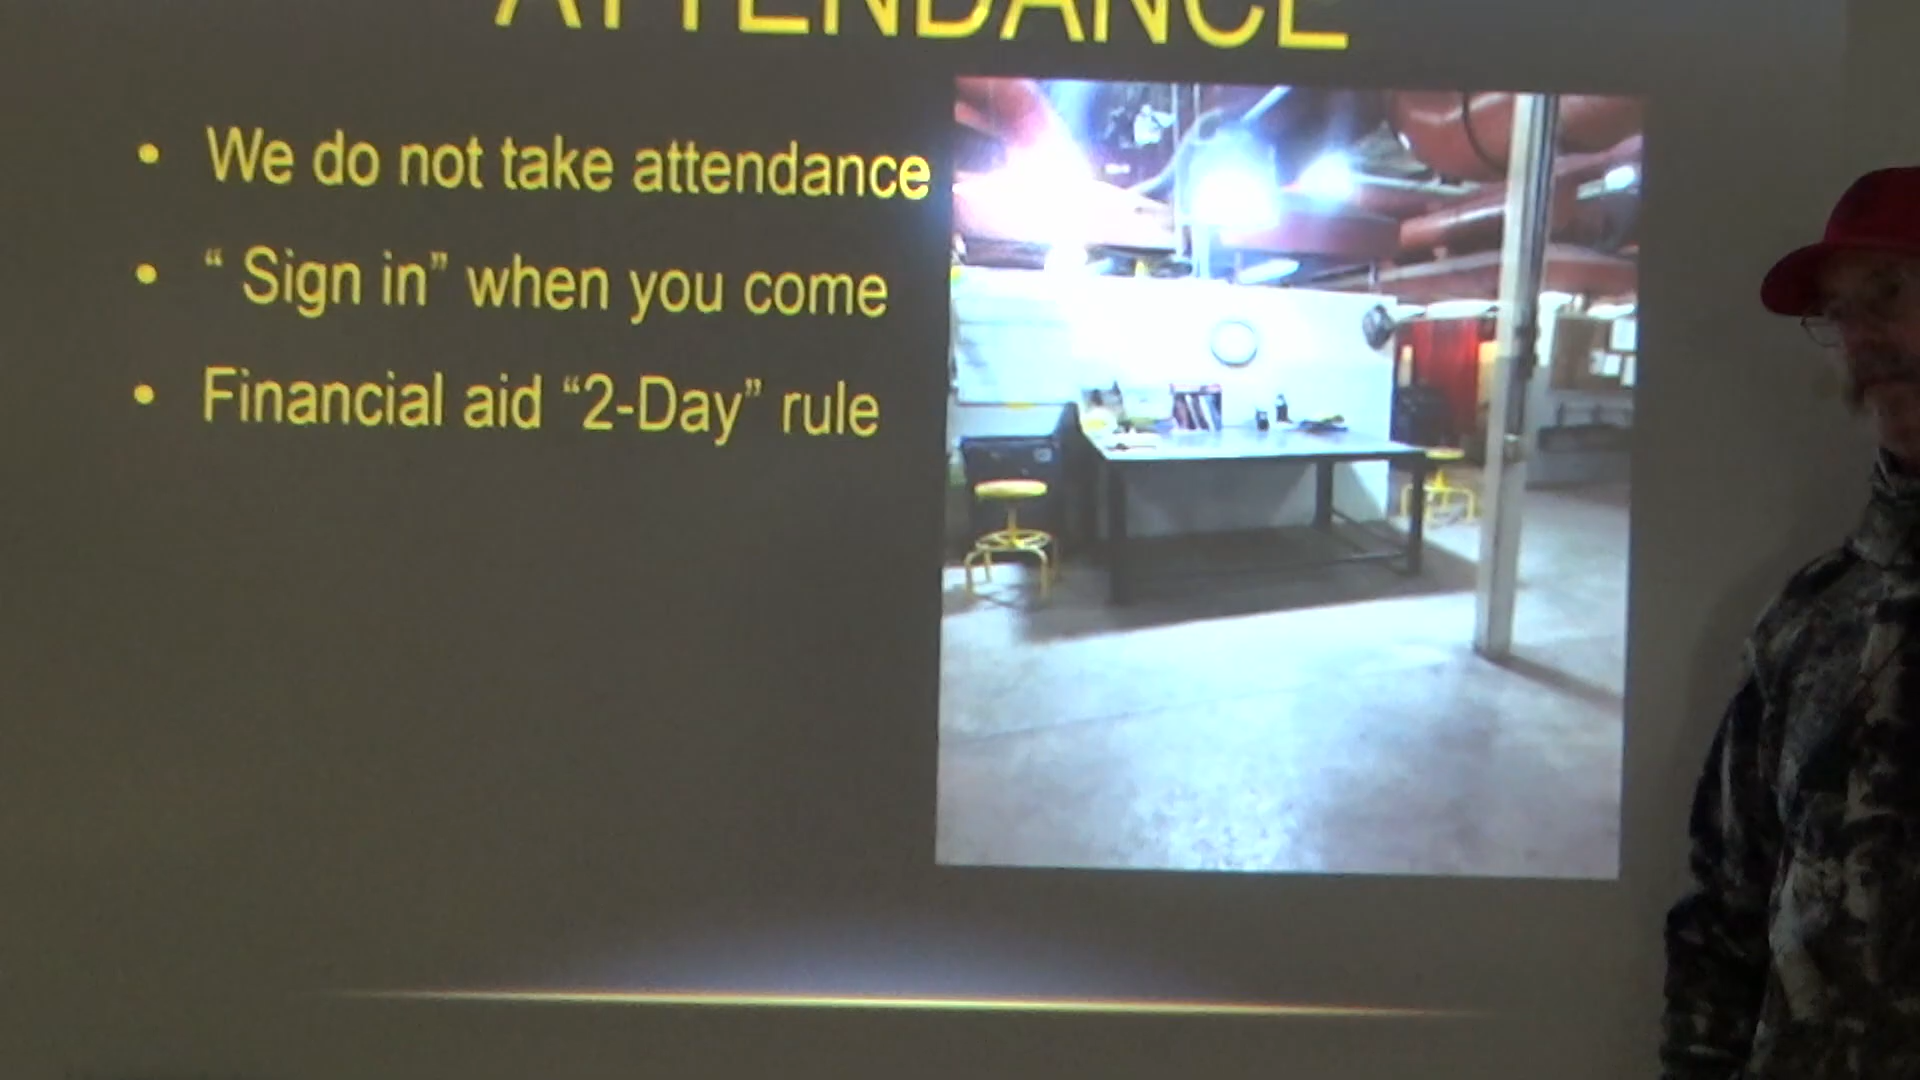 ATTENDANCE
• We do not take attendance
• “ Sign in” when you come
• Financial aid “2-Day” rule